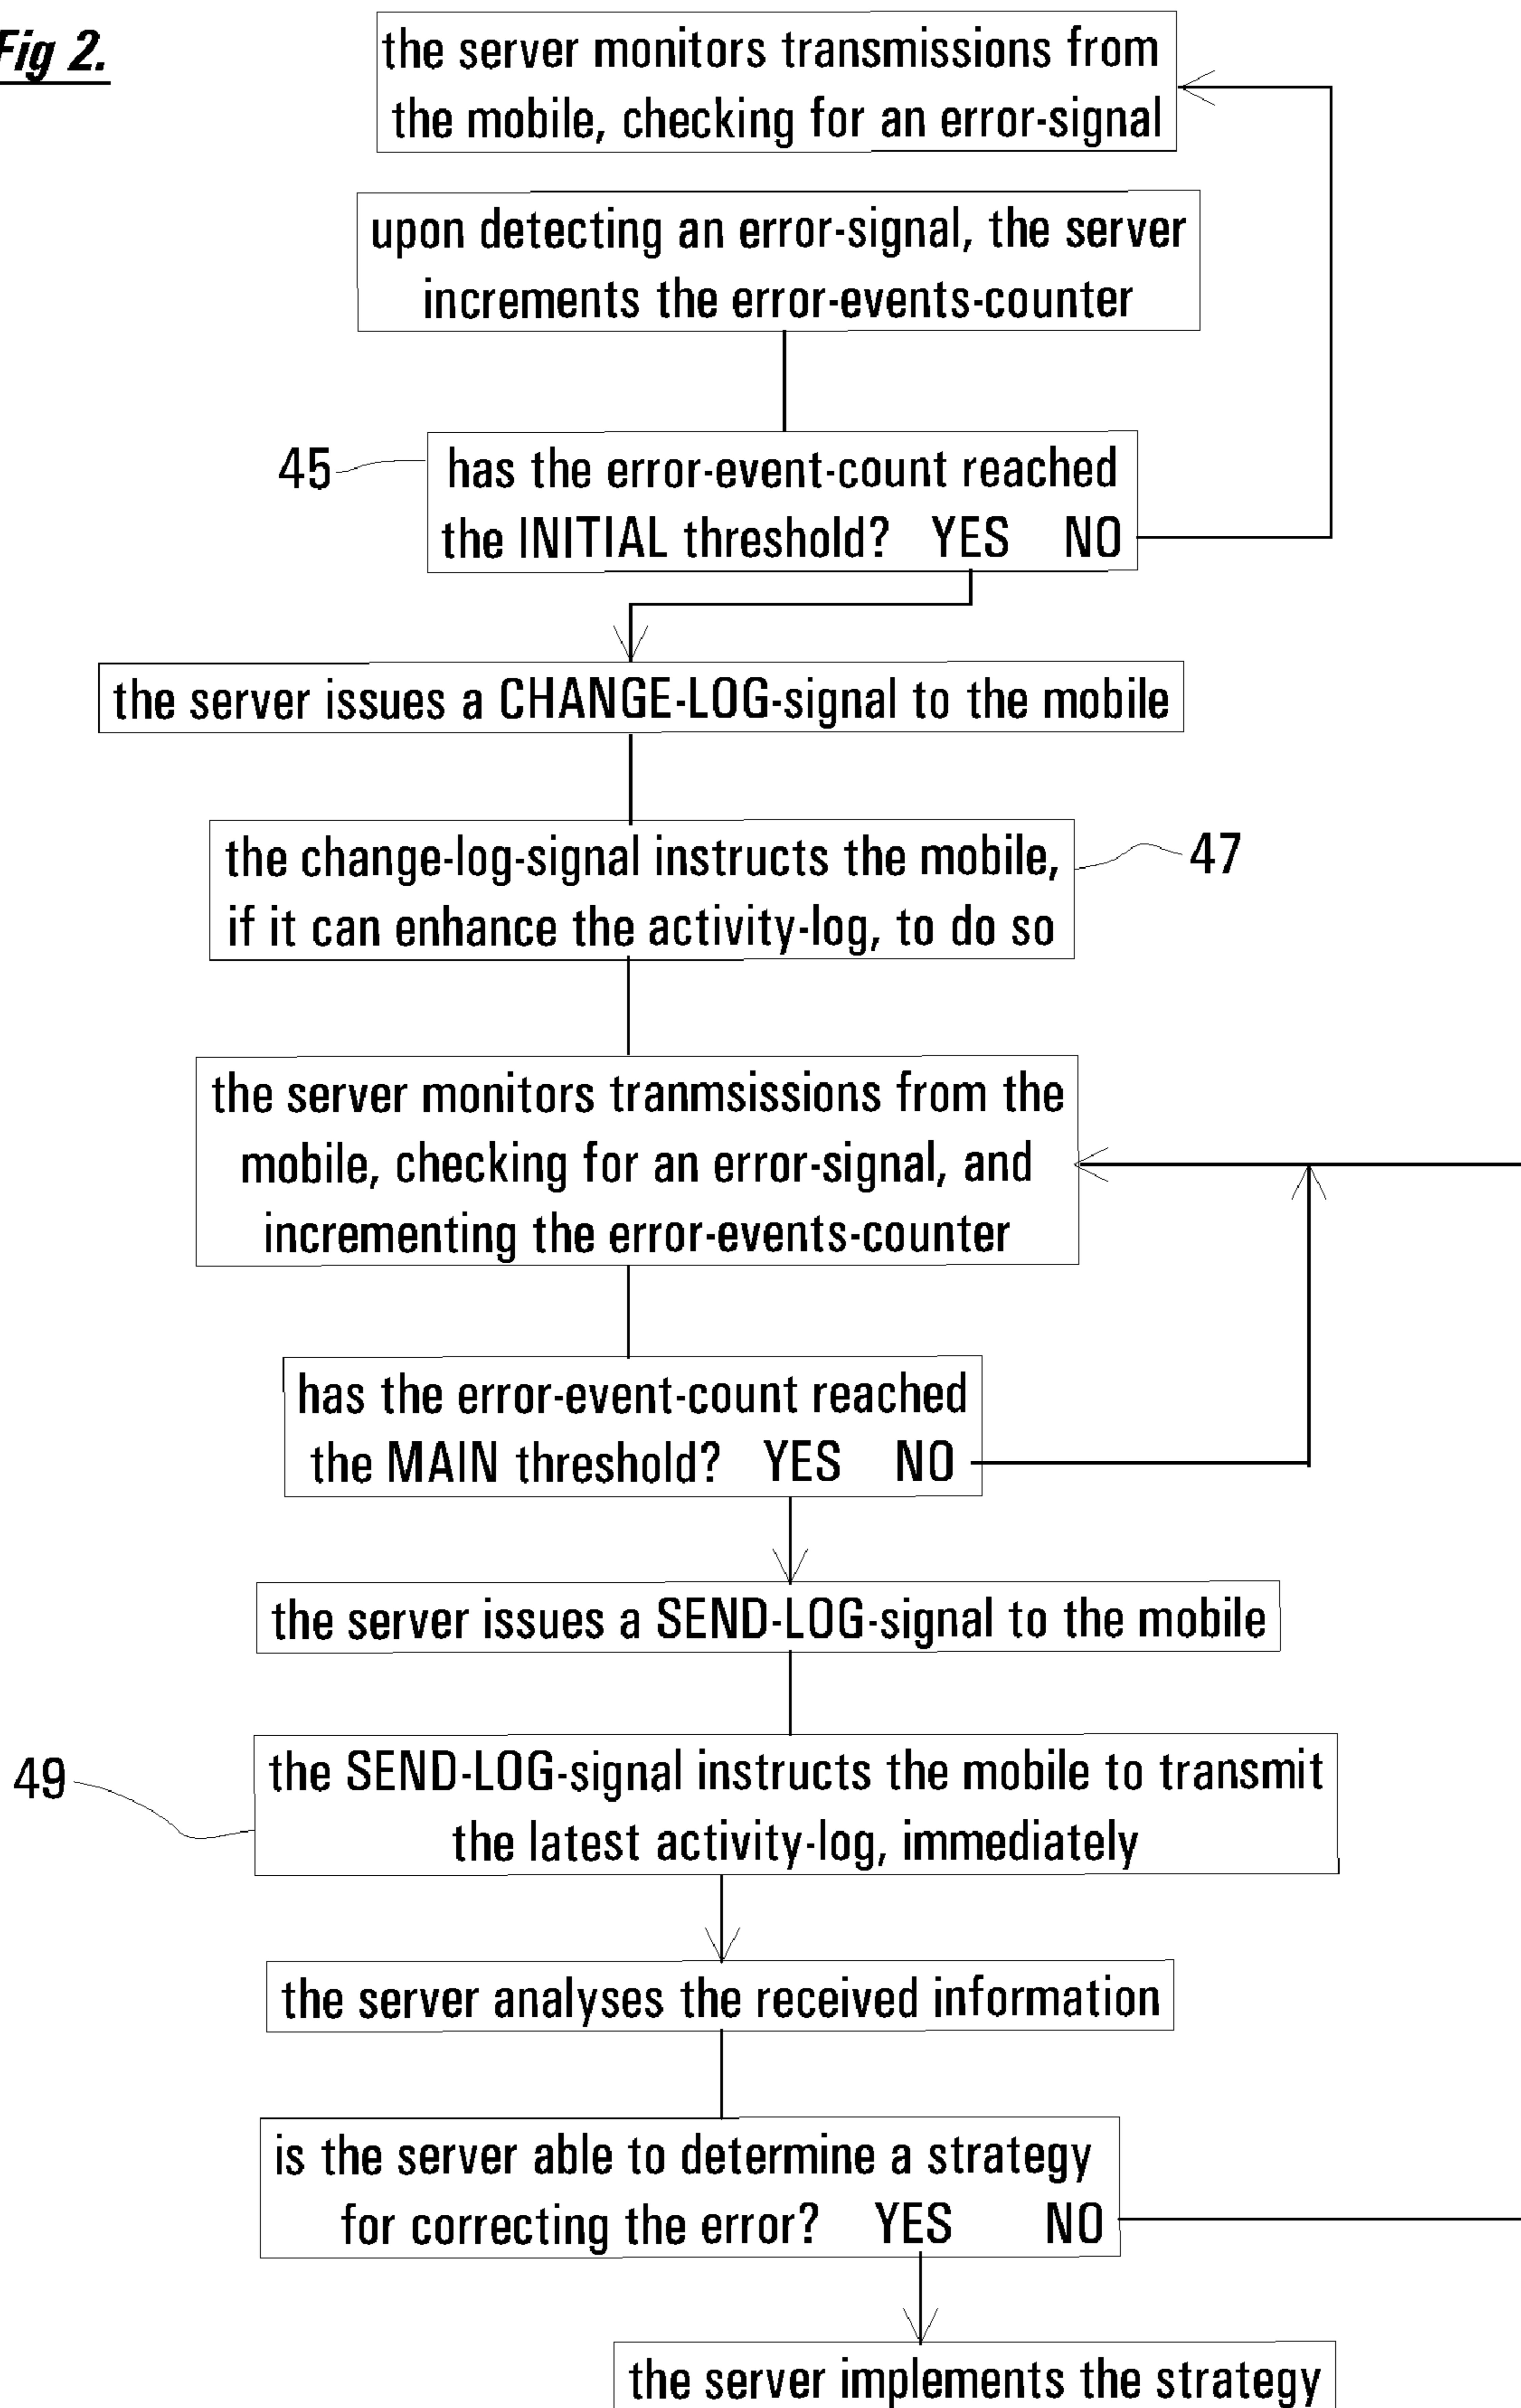 Fig 2.
the server monitors transmissions from
the mobile, checking for an error-signal
upon detecting an error-signal, the server
increments the error-events-counter
45
has the error-event-count reached
the INITIAL threshold? YES NO
the server issues a CHANGE-LOG-signal to the mobile
the change-log-signal instructs the mobile,
if it can enhance the activity-log, to do so
47
the server monitors tranmsissions from the
mobile, checking for an error-signal, and
incrementing the error-events-counter
has the error-event-count reached
the MAIN threshold? YES NO
the server issues a SEND-LOG-signal to the mobile
49
the SEND-LOG-signal instructs the mobile to transmit
the latest activity-log, immediately
the server analyses the received information
is the server able to determine a strategy
for correcting the error? YES NO
the server implements the strategy